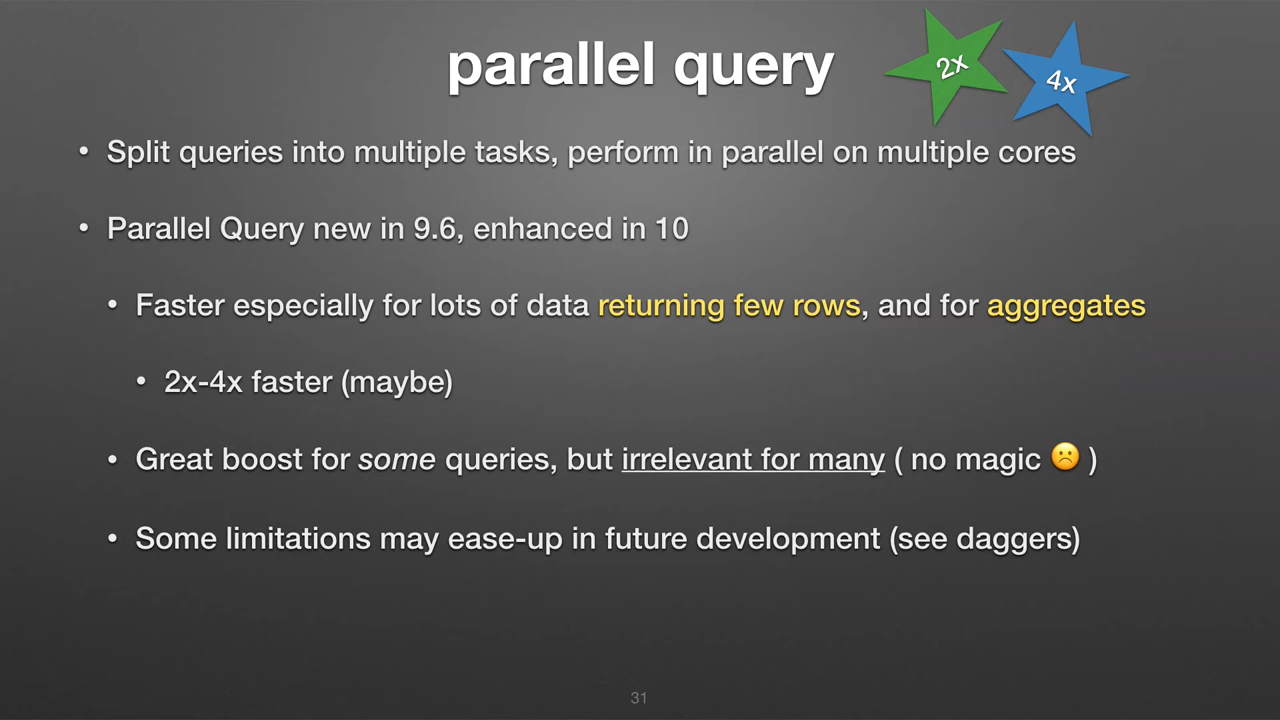 parallel query
2x
4x
• Split queries into multiple tasks, perform in parallel on multiple cores
• Parallel Query new in 9.6, enhanced in 10
• Faster especially for lots of data returning few rows, and for aggregates
• 2x-4x faster (maybe)
• Great boost for some queries, but irrelevant for many ( no magic ☹️ )
• Some limitations may ease-up in future development (see daggers)
31